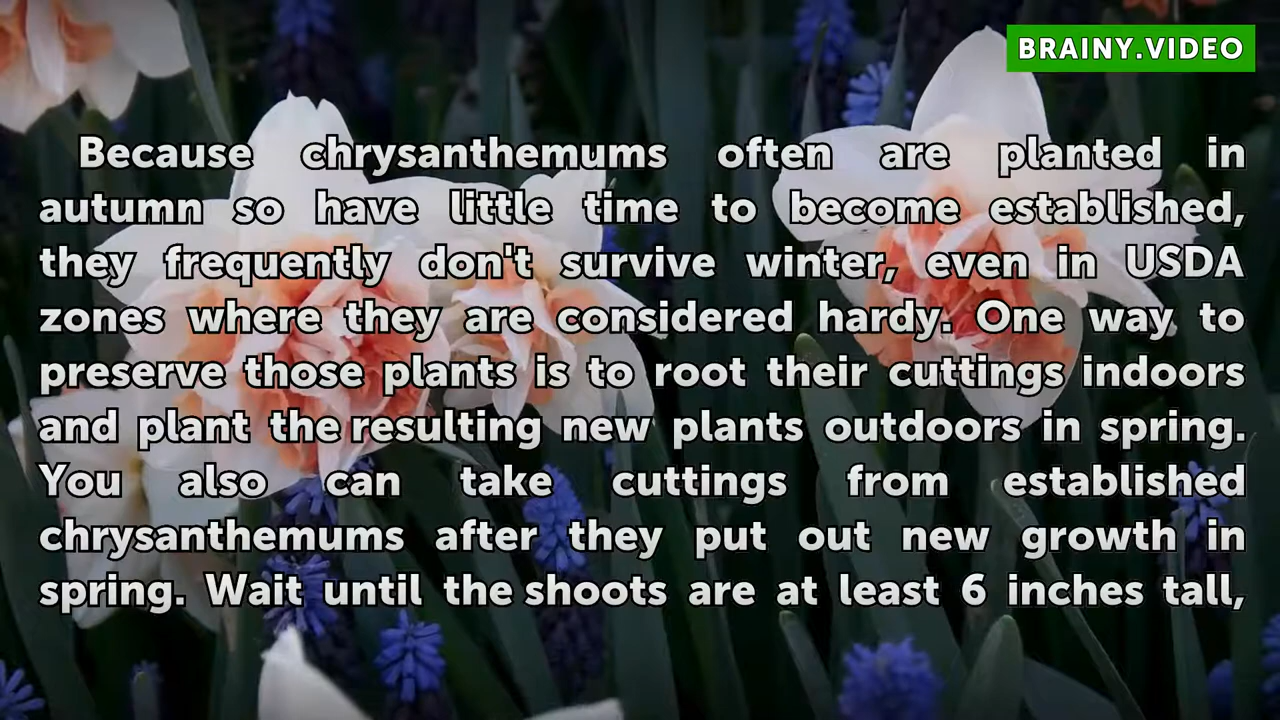 BRAINY.VIDEO
Because chrysanthemums often are planted in
autumn so have little time to become established,
they frequently don't survive winter, even in USDA
zones where they are considered hardy. One way to
preserve those plants is to root their cuttings indoors
and plant the resulting new plants outdoors in spring.
You also can take cuttings from established
chrysanthemums after they put out new growth in
spring. Wait until the shoots are at least 6 inches tall,